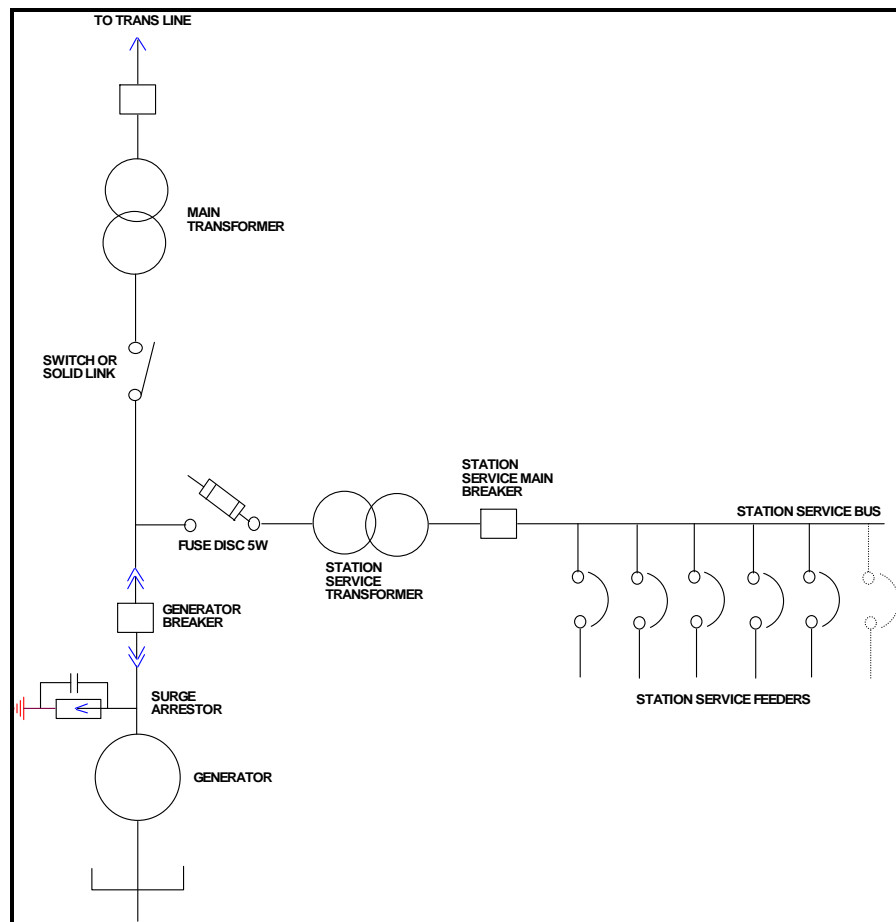 TO TRANS LINE
MAIN
TRANSFORMER
SWITCH OR
SOLID LINK
STATION
SERVICE MAIN
BREAKER
STATION SERVICE BUS
FUSE DISC 5W
STATION
SERVICE
TRANSFORMER
GENERATOR
BREAKER
SURGE
ARRESTOR
STATION SERVICE FEEDERS
GENERATOR